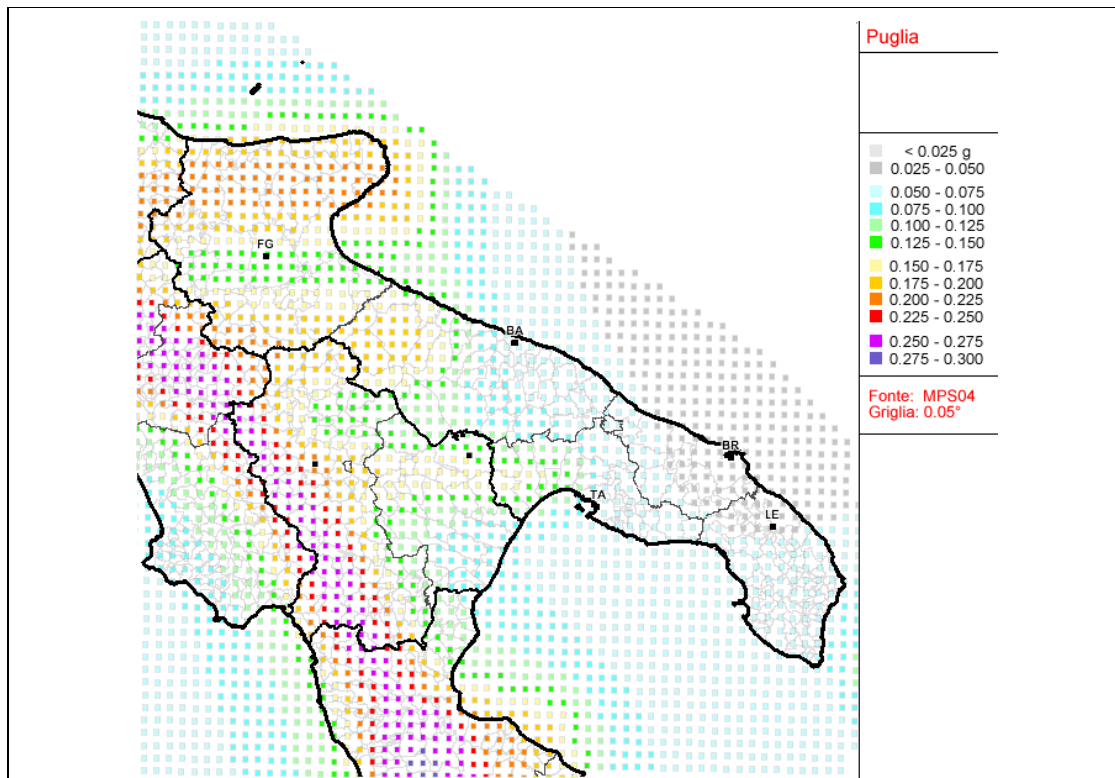 Puglia
< 0.025 g
0.025 - 0.050
0.050 - 0.075
0.075 - 0.100
0.100 - 0.125
0.125 - 0.150
0.150 - 0.175
0.175 - 0.200
0.200 - 0.225
0.225 - 0.250
0.250 - 0.275
0.275 - 0.300
Fonte: MPS04
Griglia: 0.05°
FG
BA
BR
TA
LE